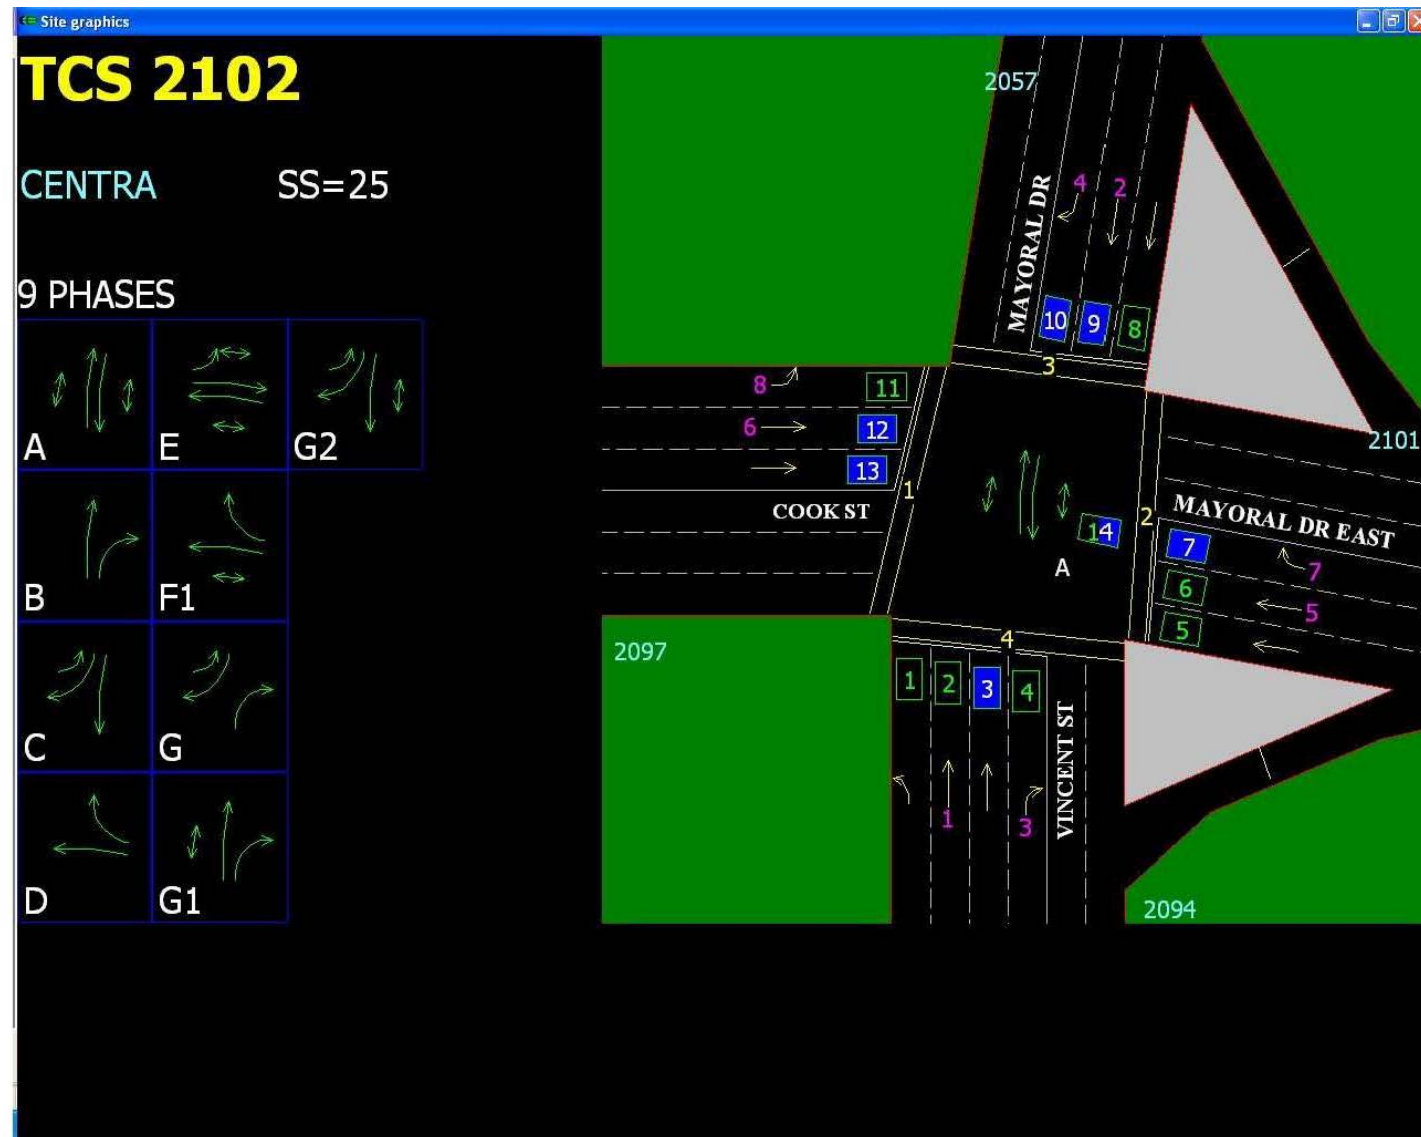 Site graphics
TCS 2102
CENTRA SS=25
9 PHASES
A E G2
B F1
C G
D G1
2057
4 2
MAYORAL DR
10 9 8
3
8 11
6 12
13
1
COOK ST
2101
2
MAYORAL DR EAST
14
A
7
7
6
5
5
4
2097
1 2 3 4
VINCENT ST
1 3
2094